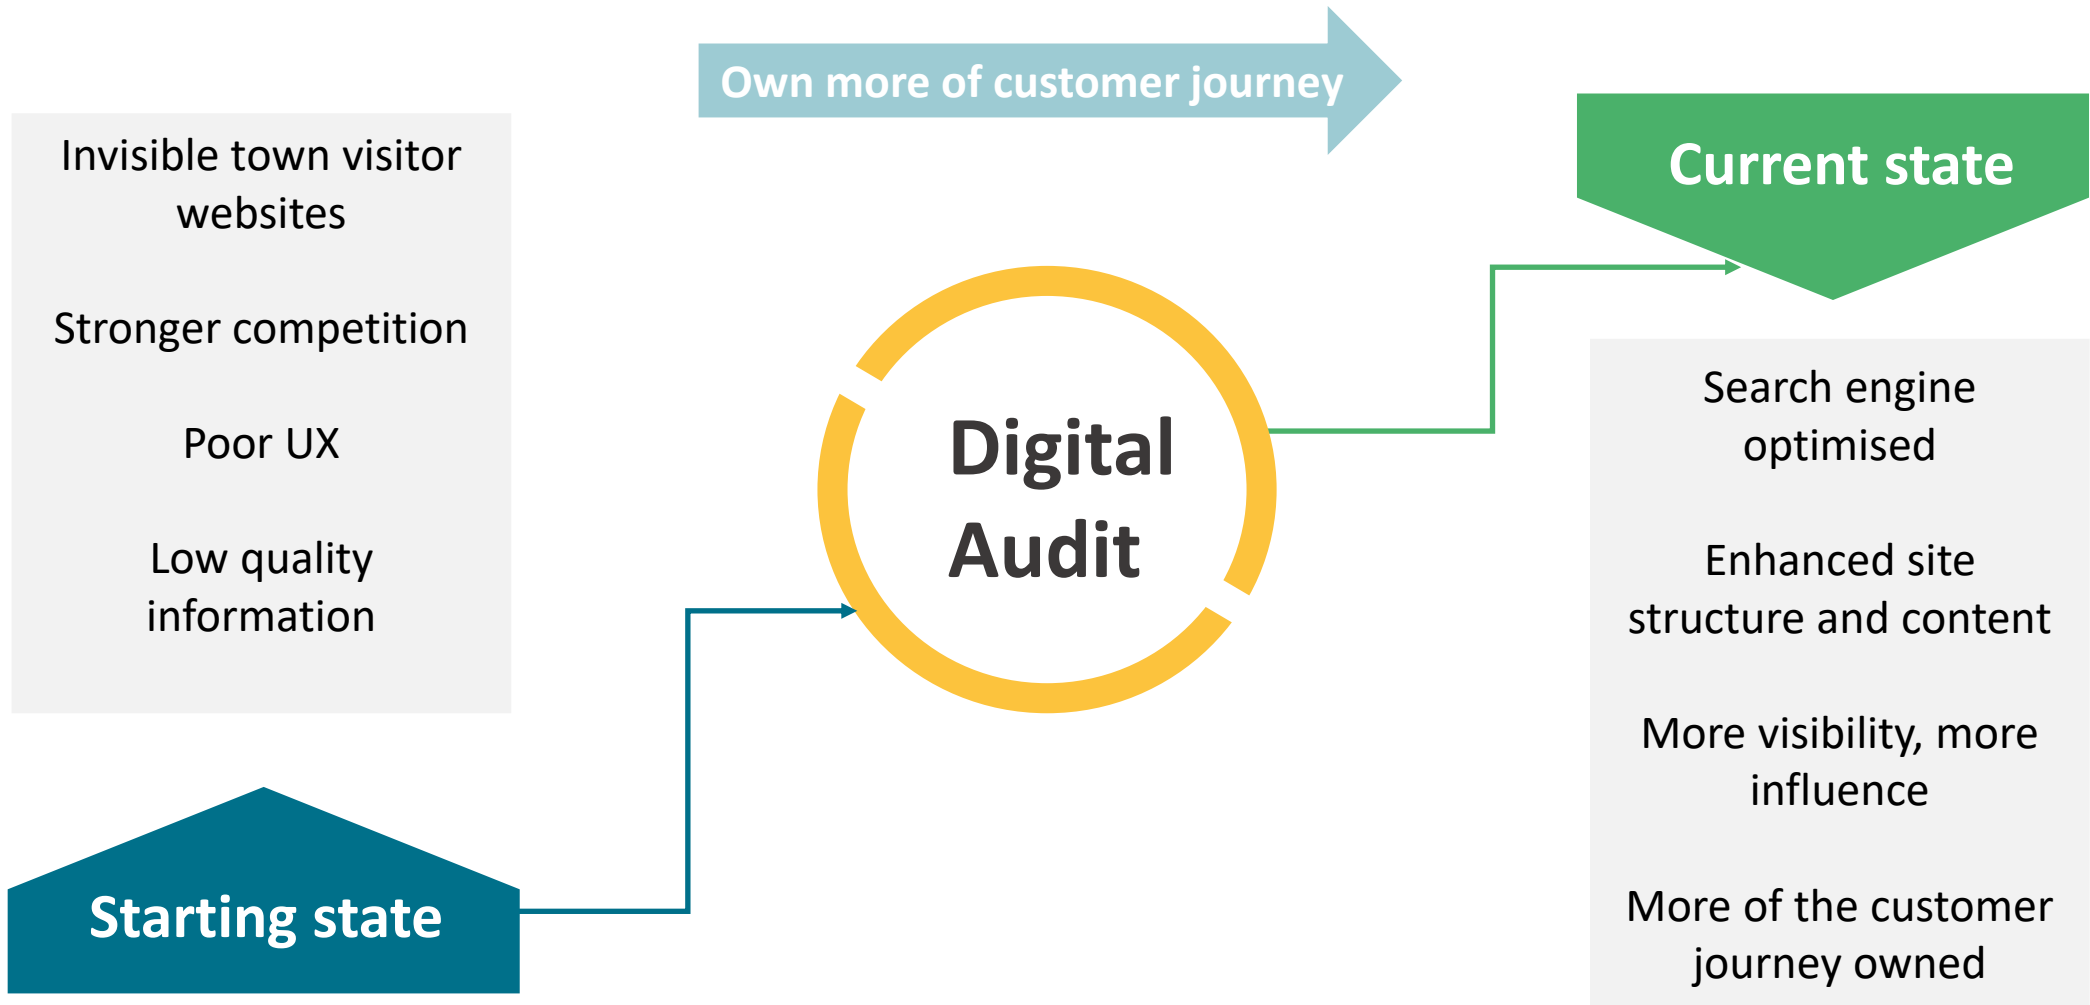 Own more of customer journey
Invisible town visitor
websites
Stronger competition
Poor UX
Low quality
information
Starting state
Digital
Audit
Current state
Search engine
optimised
Enhanced site
structure and content
More visibility, more
influence
More of the customer
journey owned